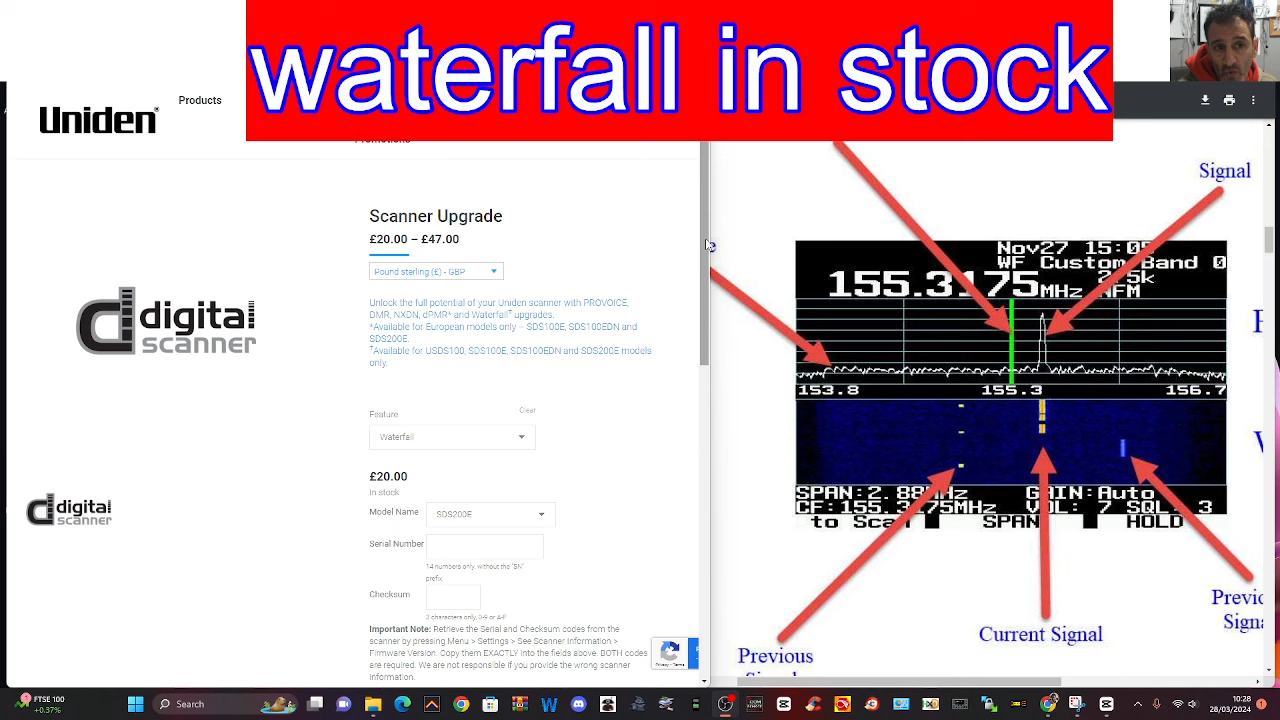 waterfall in stock
Uniden®
Products
Scanner Upgrade
£20.00 – £47.00
Pound sterling (£) - GBP
Unlock the full potential of your Uniden scanner with PROVOICE,
DMR, NXDN, dPMR* and Waterfall† upgrades.
*Available for European models only – SDS100E, SDS100EDN and
SDS200E.
†Available for USDS100, SDS100E, SDS100EDN and SDS200E models
only.
digital
scanner
digital
scanner
Feature
Clear
Waterfall
£20.00
In stock
Model Name
SDS200E
Serial Number
14 numbers only, without the "SN"
prefix
Checksum
3 characters only, 0-9 or A-F
Important Note: Retrieve the Serial and Checksum codes from the
scanner by pressing Menu > Settings > See Scanner Information >
Firmware Version. Copy them EXACTLY into the fields above. BOTH codes
are required. We are not responsible if you provide the wrong scanner
information.
Privacy - Terms
Signal
Nov27 15:05
WF Custom Band 0
155.3175MHz NFM
153.8
155.3
156.7
SPAN:2.88MHz
GAIN:Auto
CF:155.3175MHz
VOL: 7 SQL: 3
to Scan
SPAN
HOLD
Previous
Current Signal
FTSE 100
-0.37%
Search
10:28
28/03/2024